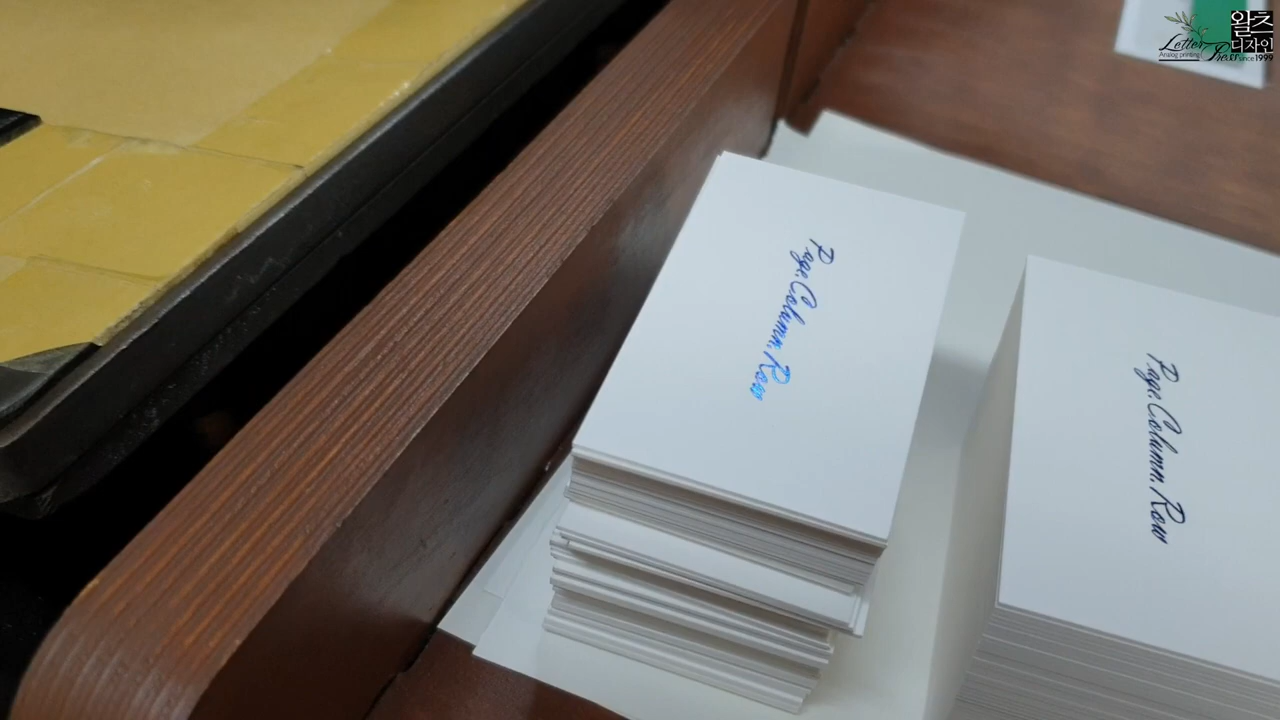 Page.Column.Row
Page.Column.Row
Letter Press
Analog printing
since 1999
왈츠
디자인